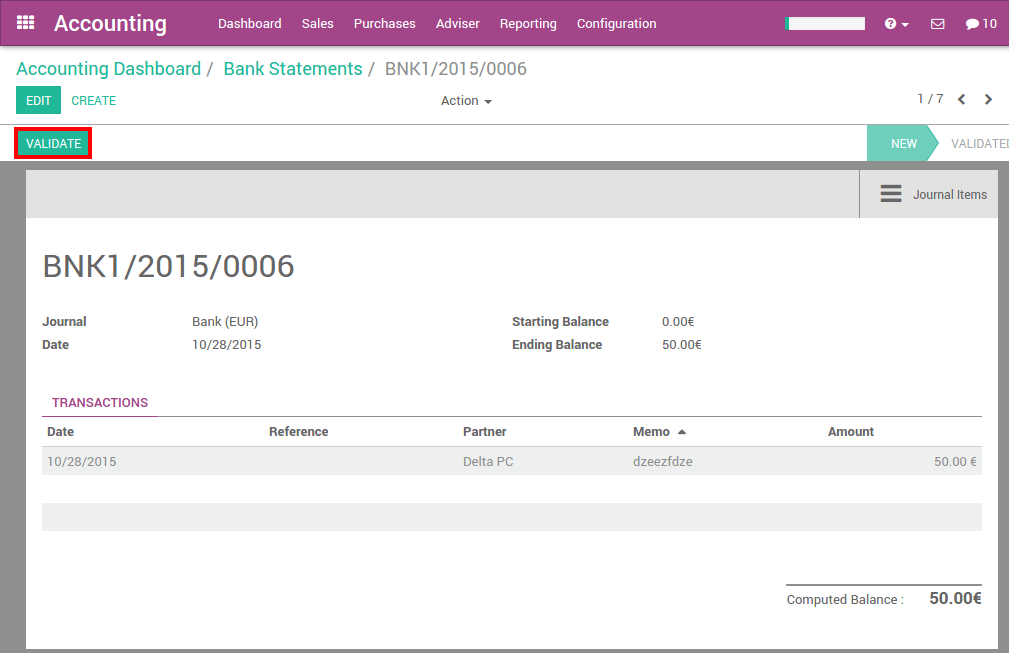 Accounting Dashboard Sales Purchases Adviser Reporting Configuration 10
Accounting Dashboard / Bank Statements / BNK1/2015/0006
EDIT CREATE Action 1 / 7
VALIDATE NEW VALIDATED
Journal Items
BNK1/2015/0006
Journal Bank (EUR) Starting Balance 0.00€
Date 10/28/2015 Ending Balance 50.00€
TRANSACTIONS
Date Reference Partner Memo Amount
10/28/2015 Delta PC dzeezfdze 50.00 €
Computed Balance : 50.00€